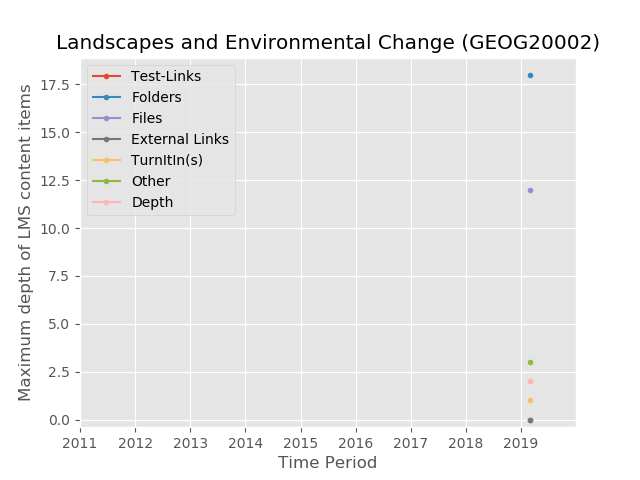 Landscapes and Environmental Change (GEOG20002)
Test-Links
Folders
Files
External Links
TurnItIn(s)
Other
Depth
Maximum depth of LMS content items
17.5
15.0
12.5
10.0
7.5
5.0
2.5
0.0
2011 2012 2013 2014 2015 2016 2017 2018 2019
Time Period